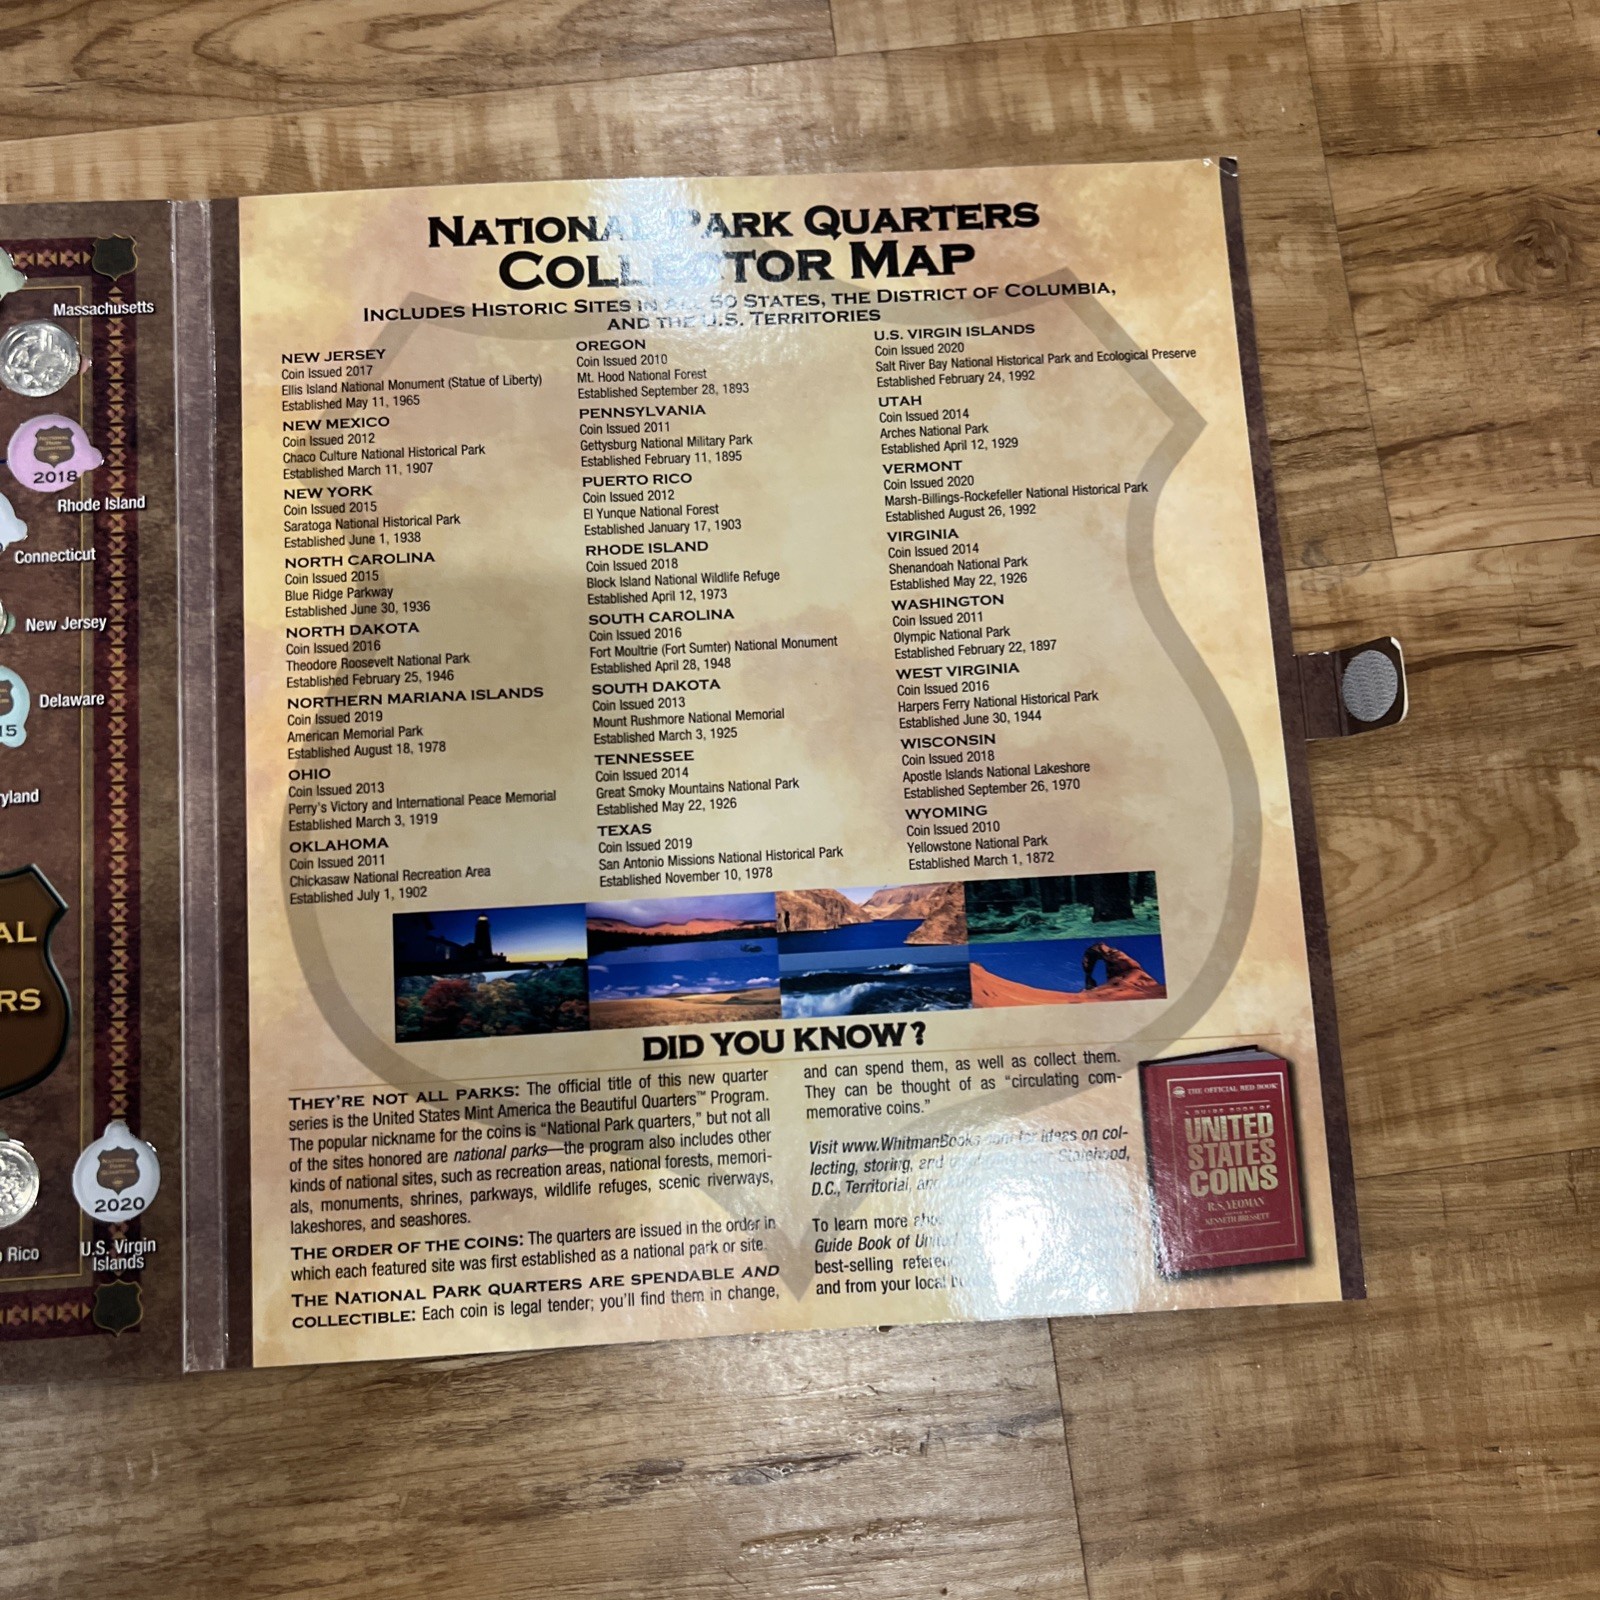 Massachusetts
2018
Rhode Island
Connecticut
New Jersey
Delaware
15
yland
AL
RS
2020
Rico
U.S. Virgin
Islands
NATIONAL PARK QUARTERS
COLLECTOR MAP
INCLUDES HISTORIC SITES IN ALL 50 STATES, THE DISTRICT OF COLUMBIA,
AND THE U.S. TERRITORIES
NEW JERSEY
Coin Issued 2017
Ellis Island National Monument (Statue of Liberty)
Established May 11, 1965
NEW MEXICO
Coin Issued 2012
Chaco Culture National Historical Park
Established March 11, 1907
NEW YORK
Coin Issued 2015
Saratoga National Historical Park
Established June 1, 1938
NORTH CAROLINA
Coin Issued 2015
Blue Ridge Parkway
Established June 30, 1936
NORTH DAKOTA
Coin Issued 2016
Theodore Roosevelt National Park
Established February 25, 1946
NORTHERN MARIANA ISLANDS
Coin Issued 2019
American Memorial Park
Established August 18, 1978
OHIO
Coin Issued 2013
Perry's Victory and International Peace Memorial
Established March 3, 1919
OKLAHOMA
Coin Issued 2011
Chickasaw National Recreation Area
Established July 1, 1902
OREGON
Coin Issued 2010
Mt. Hood National Forest
Established September 28, 1893
PENNSYLVANIA
Coin Issued 2011
Gettysburg National Military Park
Established February 11, 1895
PUERTO RICO
Coin Issued 2012
El Yunque National Forest
Established January 17, 1903
RHODE ISLAND
Coin Issued 2018
Block Island National Wildlife Refuge
Established April 12, 1973
SOUTH CAROLINA
Coin Issued 2016
Fort Moultrie (Fort Sumter) National Monument
Established April 28, 1948
SOUTH DAKOTA
Coin Issued 2013
Mount Rushmore National Memorial
Established March 3, 1925
TENNESSEE
Coin Issued 2014
Great Smoky Mountains National Park
Established May 22, 1926
TEXAS
Coin Issued 2019
San Antonio Missions National Historical Park
Established November 10, 1978
U.S. VIRGIN ISLANDS
Coin Issued 2020
Salt River Bay National Historical Park and Ecological Preserve
Established February 24, 1992
UTAH
Coin Issued 2014
Arches National Park
Established April 12, 1929
VERMONT
Coin Issued 2020
Marsh-Billings-Rockefeller National Historical Park
Established August 26, 1992
VIRGINIA
Coin Issued 2014
Shenandoah National Park
Established May 22, 1926
WASHINGTON
Coin Issued 2011
Olympic National Park
Established February 22, 1897
WEST VIRGINIA
Coin Issued 2016
Harpers Ferry National Historical Park
Established June 30, 1944
WISCONSIN
Coin Issued 2018
Apostle Islands National Lakeshore
Established September 26, 1970
WYOMING
Coin Issued 2010
Yellowstone National Park
Established March 1, 1872
DID YOU KNOW?
THEY'RE NOT ALL PARKS: The official title of this new quarter
series is the United States Mint America the Beautiful Quarters™ Program.
The popular nickname for the coins is "National Park quarters," but not all
of the sites honored are national parks—the program also includes other
kinds of national sites, such as recreation areas, national forests, memori-
als, monuments, shrines, parkways, wildlife refuges, scenic riverways,
lakeshores, and seashores.
THE ORDER OF THE COINS: The quarters are issued in the order in
which each featured site was first established as a national park or site.
THE NATIONAL PARK QUARTERS ARE SPENDABLE AND
COLLECTIBLE: Each coin is legal tender; you'll find them in change,
and can spend them, as well as collect them.
They can be thought of as "circulating com-
memorative coins."
Visit www.WhitmanBooks.com for ideas on col-
lecting, storing, and Statehood,
D.C., Territorial, and
To learn more
Guide Book of
best-selling
and from your local
THE OFFICIAL RED BOOK
A GUIDE BOOK OF
UNITED
STATES
COINS
R.S. YEOMAN
KENNETH BRESSETT